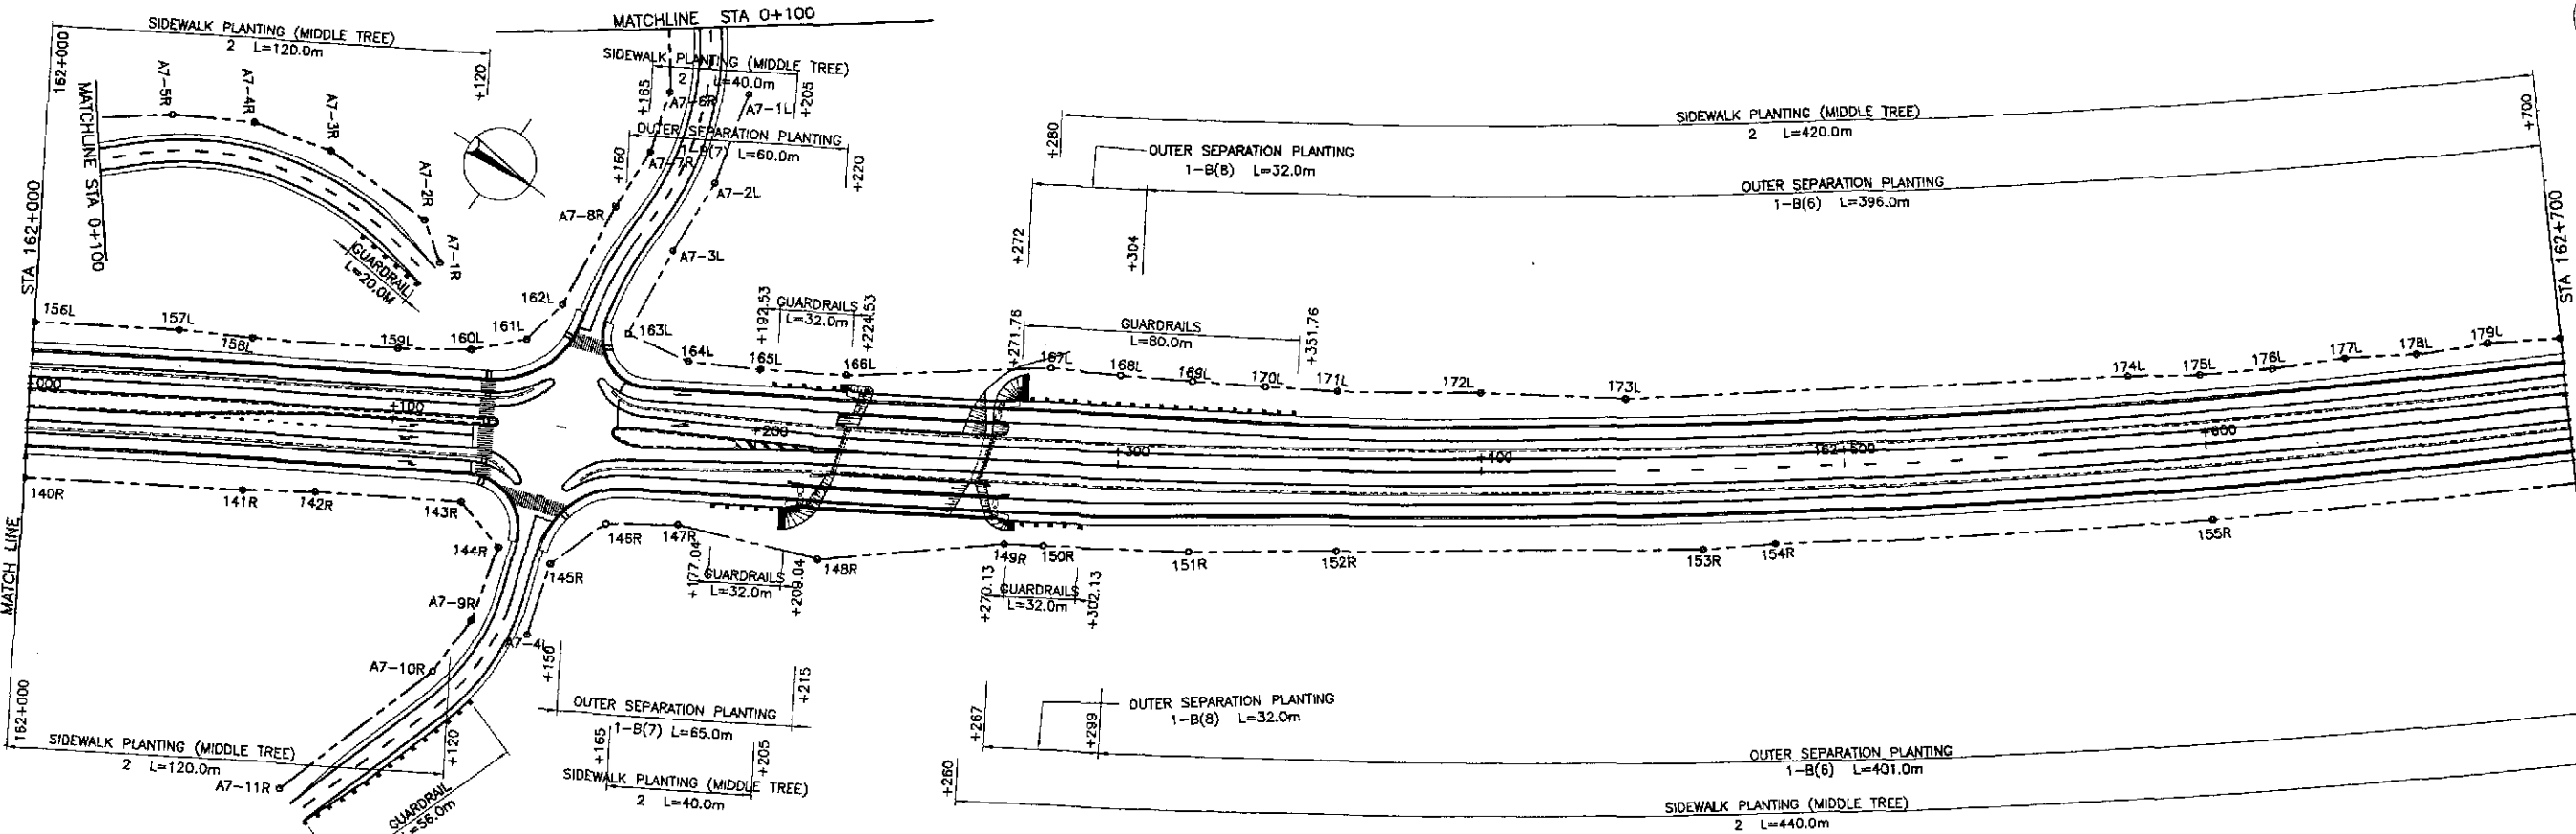 MATCHLINE STA 0+100
SIDEWALK PLANTING (MIDDLE TREE)
2 L=120.0m
162+000
+120
SIDEWALK PLANTING (MIDDLE TREE)
2 L=40.0m
+165
+205
A7-5R
A7-4R
A7-3R
A7-2R
A7-1R
MATCHLINE STA 0+100
GUARDRAIL
L=20.0M
A7-6R
A7-1L
OUTER SEPARATION PLANTING
1-B(7) L=60.0m
+160
+220
A7-7R
A7-2L
A7-8R
A7-3L
SIDEWALK PLANTING (MIDDLE TREE)
2 L=420.0m
+280
+700
OUTER SEPARATION PLANTING
1-B(8) L=32.0m
OUTER SEPARATION PLANTING
1-B(6) L=396.0m
+272
+304
STA 162+000
STA 162+700
156L
157L
158L
159L
160L
161L
162L
163L
164L
165L
166L
167L
168L
169L
170L
171L
172L
173L
174L
175L
176L
177L
178L
179L
+192.53
GUARDRAILS
L=32.0m
+224.53
+271.76
GUARDRAILS
L=80.0m
+351.76
+000
+100
+200
+300
+400
162+500
+600
140R
141R
142R
143R
144R
145R
146R
147R
148R
149R
150R
151R
152R
153R
154R
155R
MATCH LINE
+177.04
GUARDRAILS
L=32.0m
+209.04
+270.13
GUARDRAILS
L=32.0m
+302.13
A7-9R
A7-4L
A7-10R
A7-11R
162+000
SIDEWALK PLANTING (MIDDLE TREE)
2 L=120.0m
+120
GUARDRAIL
L=56.0m
+150
+215
OUTER SEPARATION PLANTING
1-B(7) L=65.0m
+165
+205
SIDEWALK PLANTING (MIDDLE TREE)
2 L=40.0m
+267
+299
OUTER SEPARATION PLANTING
1-B(8) L=32.0m
OUTER SEPARATION PLANTING
1-B(6) L=401.0m
+260
SIDEWALK PLANTING (MIDDLE TREE)
2 L=440.0m